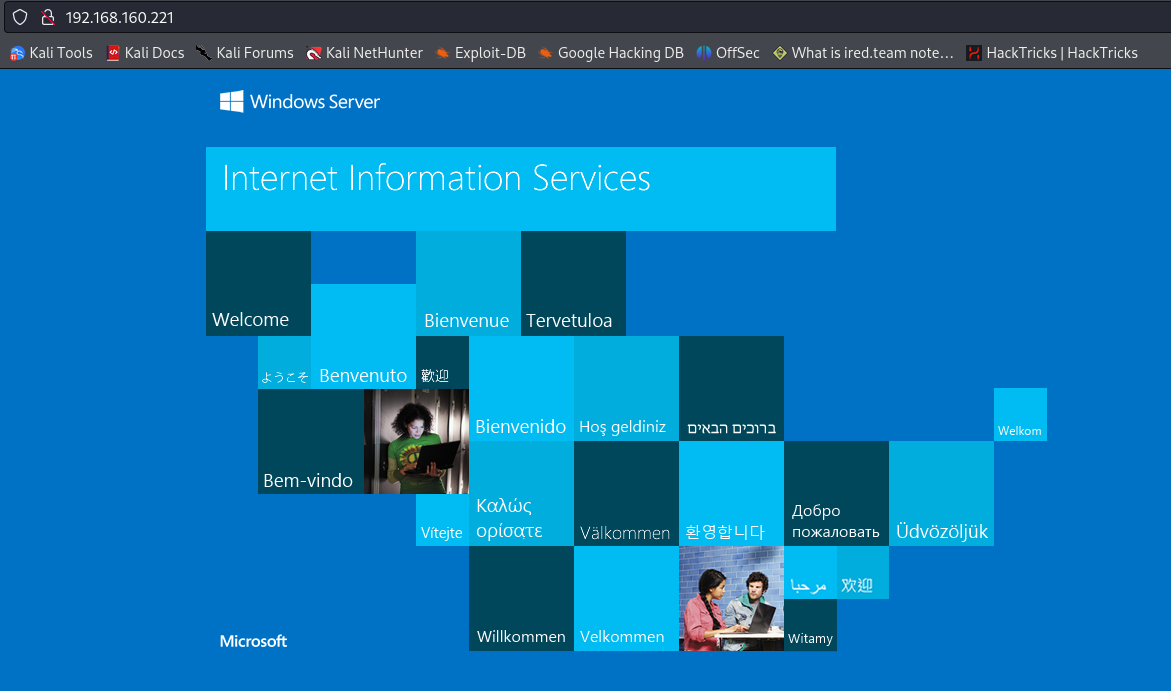 192.168.160.221
Kali Tools
Kali Docs
Kali Forums
Kali NetHunter
Exploit-DB
Google Hacking DB
OffSec
What is ired.team note…
HackTricks | HackTricks
Windows Server
Internet Information Services
Welcome
Bienvenue
Tervetuloa
ようこそ
Benvenuto
歡迎
Bienvenido
Hoş geldiniz
ברוכים הבאים
Welkom
Bem-vindo
Vítejte
Καλώς
ορίσατε
Välkommen
환영합니다
Добро
пожаловать
Üdvözöljük
Willkommen
Velkommen
مرحبا
欢迎
Witamy
Microsoft